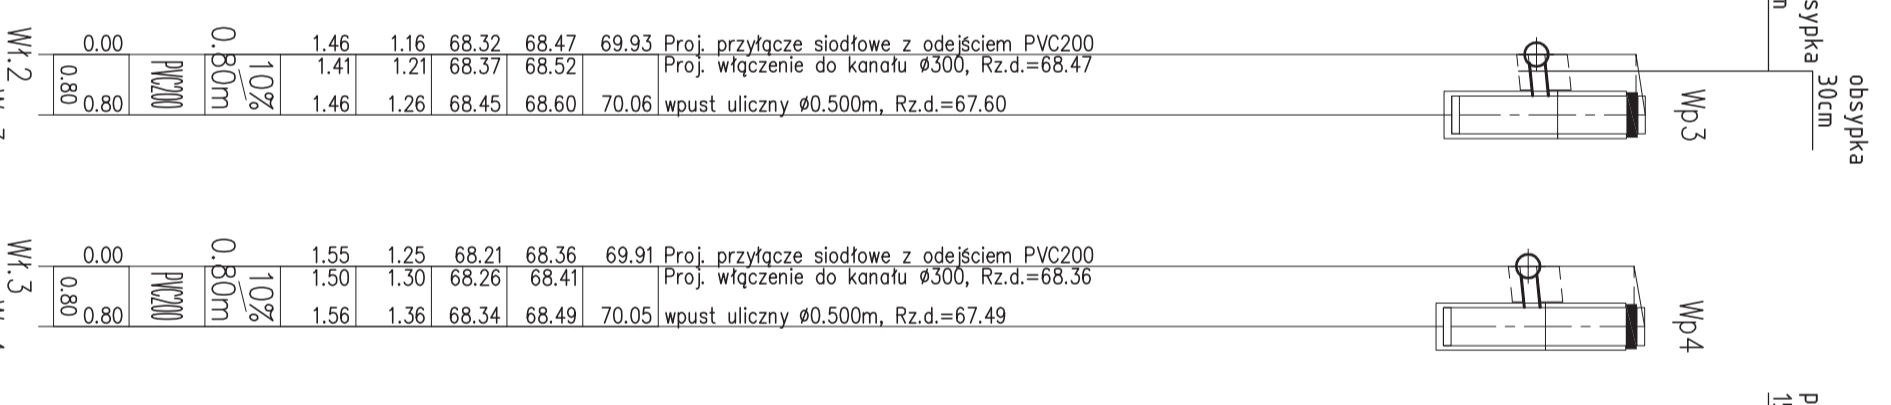 sypka
30cm
obsypka
Wł.2
0.00
0.80
0.80
PVC200
0.80m
10%
1.46 1.16 68.32 68.47 69.93 Proj. przyłącze siodłowe z odejściem PVC200
1.41 1.21 68.37 68.52 Proj. włączenie do kanału ø300, Rz.d.=68.47
1.46 1.26 68.45 68.60 70.06 wpust uliczny ø0.500m, Rz.d.=67.60
Wp3
Wł.3
0.00
0.80
0.80
PVC200
0.80m
10%
1.55 1.25 68.21 68.36 69.91 Proj. przyłącze siodłowe z odejściem PVC200
1.50 1.30 68.26 68.41 Proj. włączenie do kanału ø300, Rz.d.=68.36
1.56 1.36 68.34 68.49 70.05 wpust uliczny ø0.500m, Rz.d.=67.49
Wp4